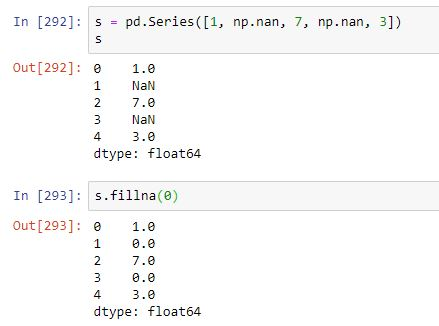 In [292]: s = pd.Series([1, np.nan, 7, np.nan, 3])
s
Out[292]: 0    1.0
1    NaN
2    7.0
3    NaN
4    3.0
dtype: float64
In [293]: s.fillna(0)
Out[293]: 0    1.0
1    0.0
2    7.0
3    0.0
4    3.0
dtype: float64